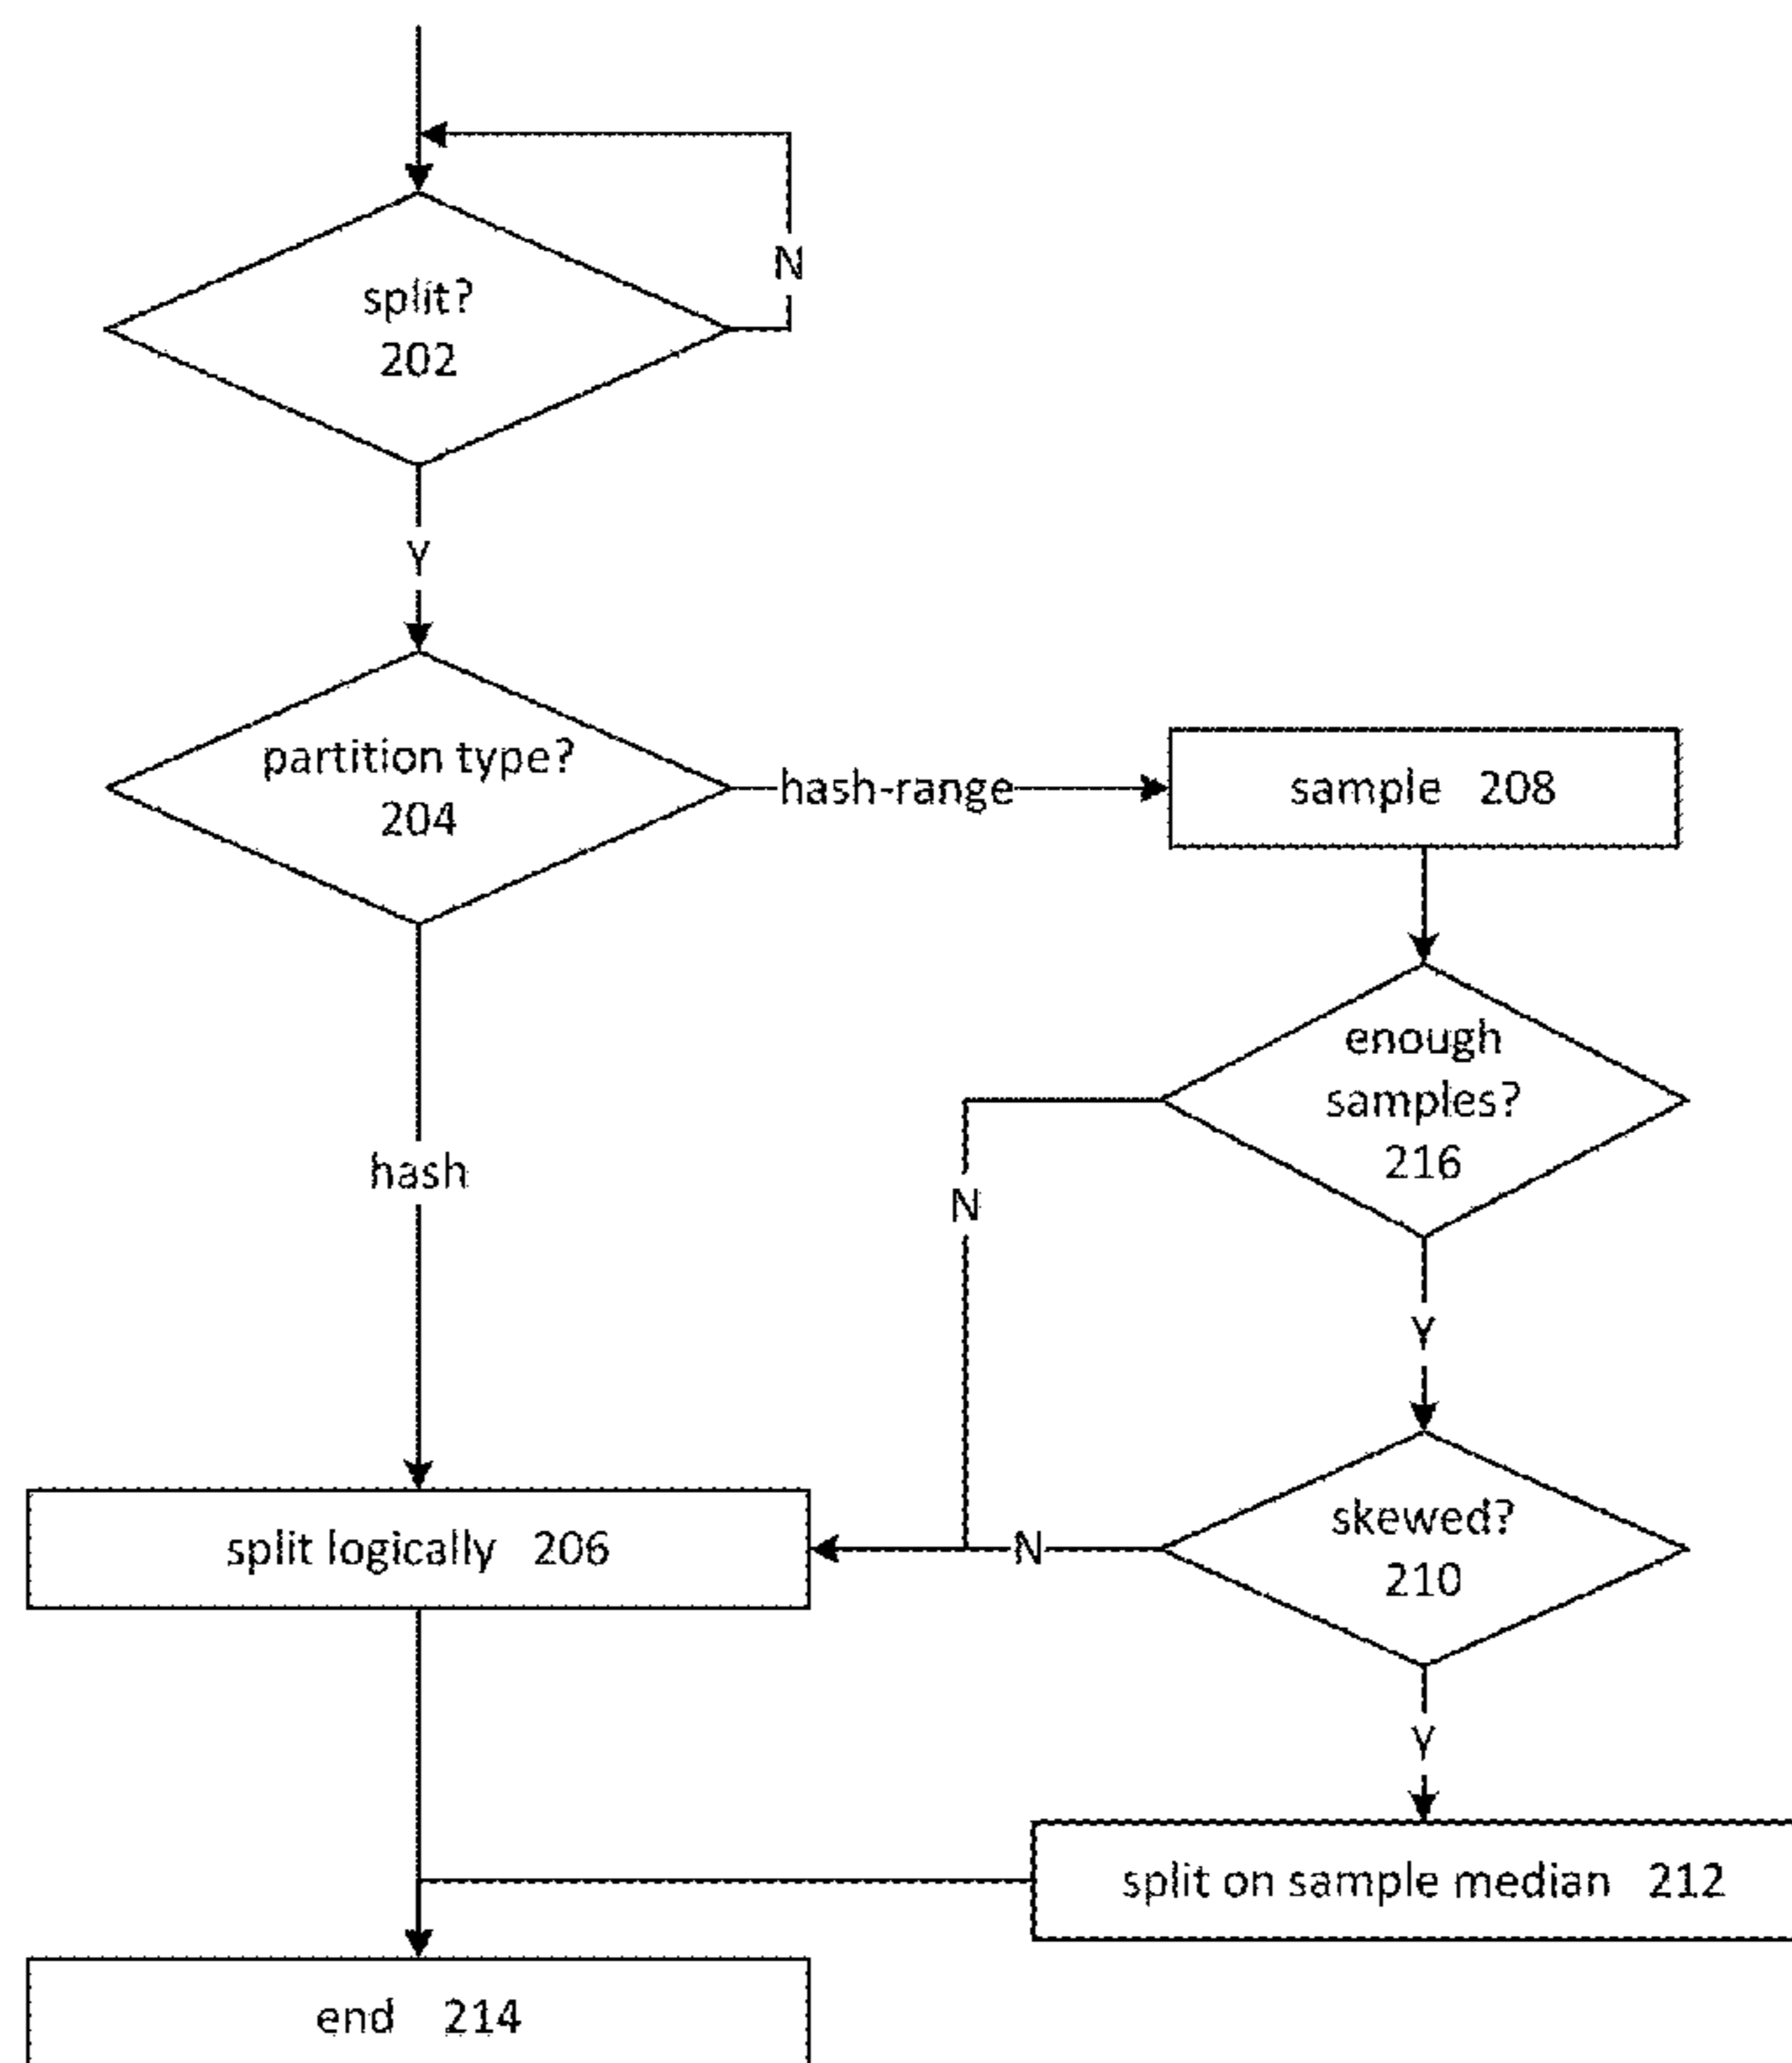 N
split?
202
Y
partition type?
204
hash-range
sample 208
enough
samples?
216
hash
N
Y
skewed?
210
split logically 206
N
Y
split on sample median 212
end 214